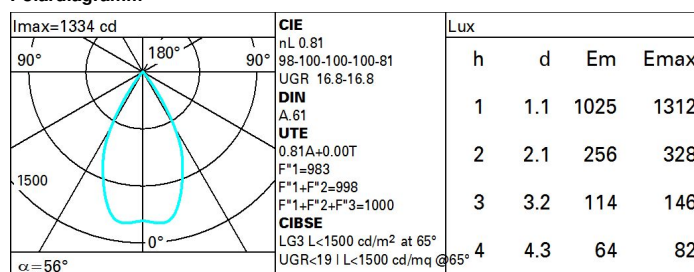 Imax=1334 cd
90° 180° 90°
1500
0°
α=56°
CIE
nL 0.81
98-100-100-100-81
UGR 16.8-16.8
DIN
A.61
UTE
0.81A+0.00T
F"1=983
F"1+F"2=998
F"1+F"2+F"3=1000
CIBSE
LG3 L<1500 cd/m² at 65°
UGR<19 | L<1500 cd/mq @65°
Lux
h d Em Emax
1 1.1 1025 1312
2 2.1 256 328
3 3.2 114 146
4 4.3 64 82